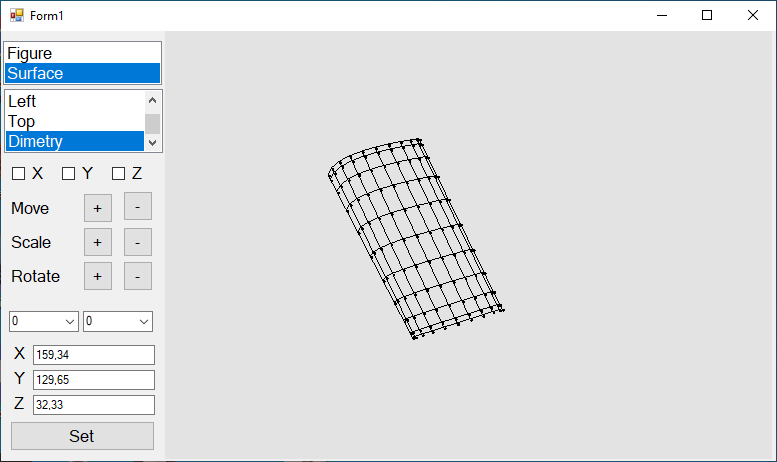 Form1
Figure
Surface
Left
Top
Dimetry
X Y Z
Move + -
Scale + -
Rotate + -
0 0
X 159,34
Y 129,65
Z 32,33
Set